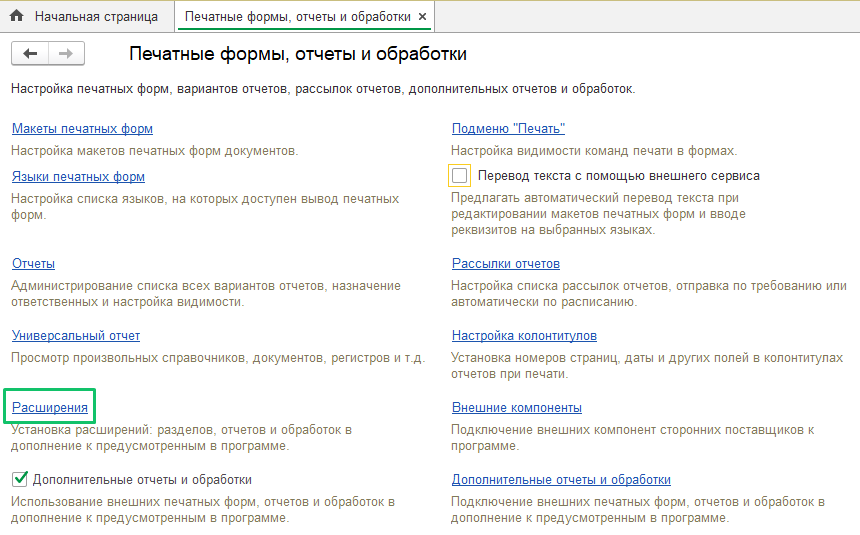 Начальная страница
Печатные формы, отчеты и обработки ×
Печатные формы, отчеты и обработки
Настройка печатных форм, вариантов отчетов, рассылок отчетов, дополнительных отчетов и обработок.
Макеты печатных форм
Настройка макетов печатных форм документов.
Подменю "Печать"
Настройка видимости команд печати в формах.
Языки печатных форм
Настройка списка языков, на которых доступен вывод печатных
форм.
Перевод текста с помощью внешнего сервиса
Предлагать автоматический перевод текста при
редактировании макетов печатных форм и вводе
реквизитов на выбранных языках.
Отчеты
Администрирование списка всех вариантов отчетов, назначение
ответственных и настройка видимости.
Рассылки отчетов
Настройка списка рассылок отчетов, отправка по требованию или
автоматически по расписанию.
Универсальный отчет
Просмотр произвольных справочников, документов, регистров и т.д.
Настройка колонтитулов
Установка номеров страниц, даты и других полей в колонтитулах
отчетов при печати.
Расширения
Установка расширений: разделов, отчетов и обработок в
дополнение к предусмотренным в программе.
Внешние компоненты
Подключение внешних компонент сторонних поставщиков к
программе.
Дополнительные отчеты и обработки
Использование внешних печатных форм, отчетов и обработок в
дополнение к предусмотренным в программе.
Дополнительные отчеты и обработки
Подключение внешних печатных форм, отчетов и обработок в
дополнение к предусмотренным в программе.